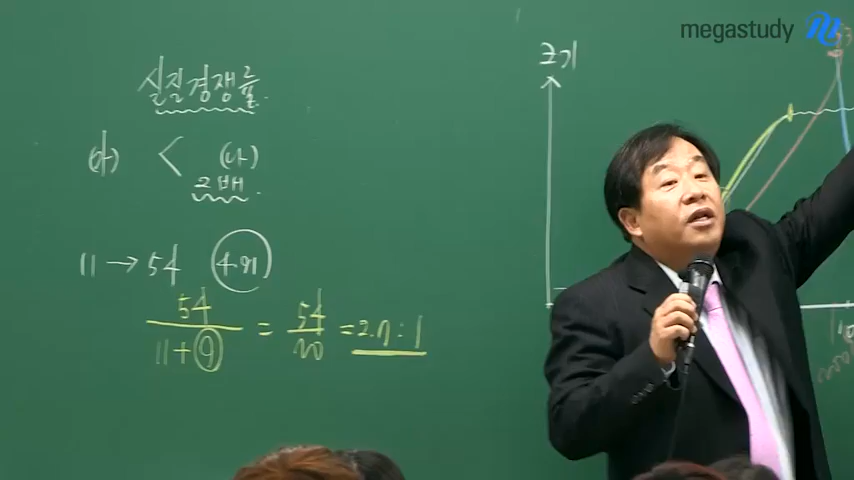 megastudy
실질경쟁률.
(가) < (나)
2배.
11 → 54 4.91
54
11+9 = 54
20 = 2.7:1
크기